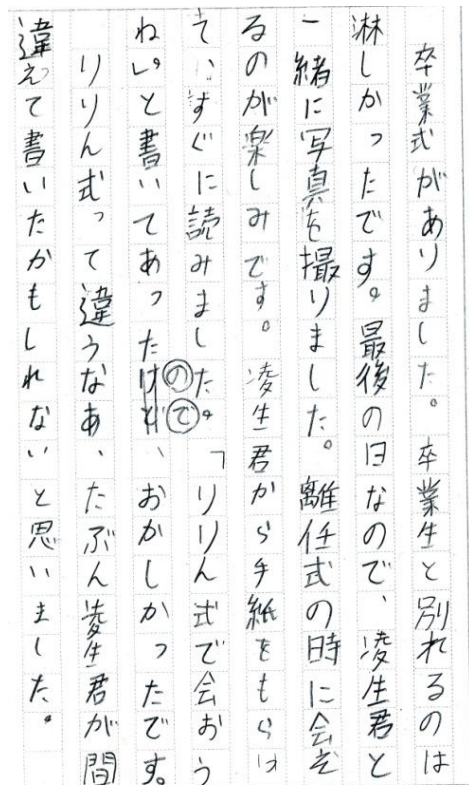 卒業式がありました。卒業生と別れるのは
淋しかったです。最後の日なので、凌生君と
一緒に写真を撮りました。離任式の時に会え
るのが楽しみです。凌生君から手紙をもらっ
て、すぐに読みました。「りりん式で会おう
ね。」と書いてあったけどので、おかしかったです。
りりん式って違うなあ、たぶん凌生君が間
違えて書いたかもしれないと思いました。